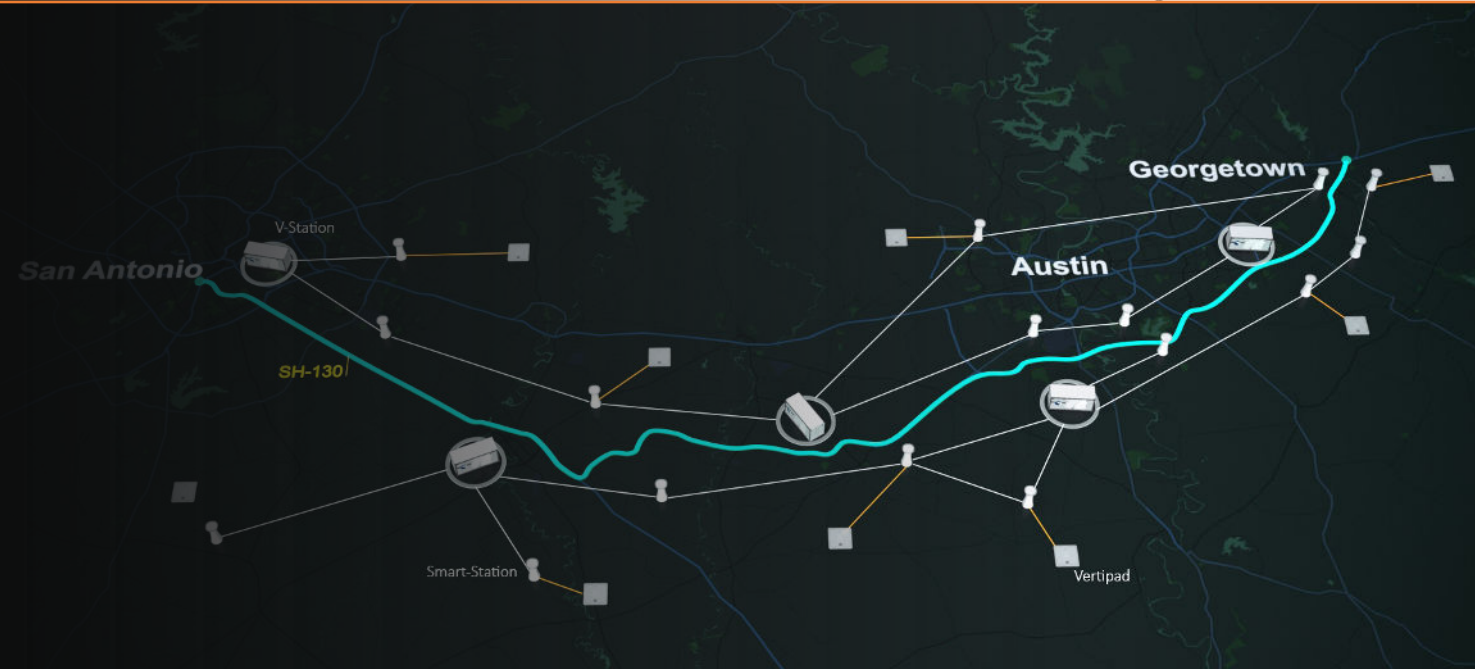 Georgetown
V-Station
San Antonio
Austin
SH-130
Smart-Station
Vertipad